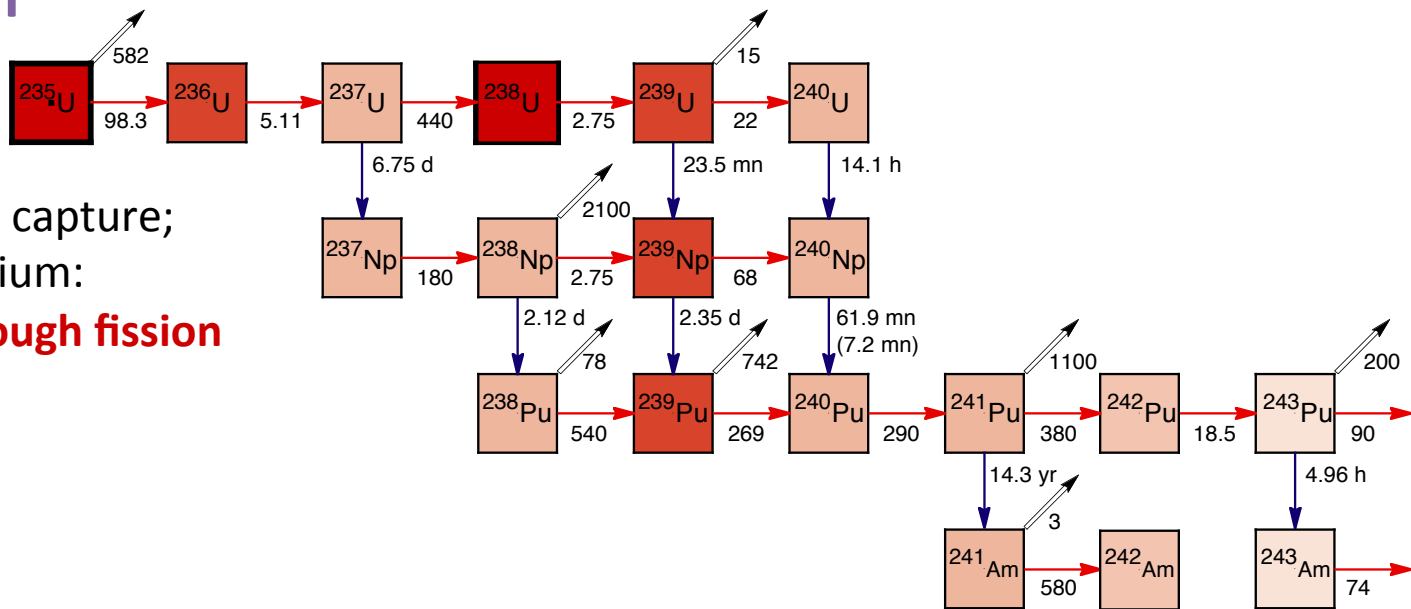 582
15
235U
236U
237U
238U
239U
240U
98.3
5.11
440
2.75
22
6.75 d
23.5 mn
14.1 h
capture;
2100
237Np
238Np
239Np
240Np
ium:
180
2.75
68
ough fission
2.12 d
2.35 d
61.9 mn
(7.2 mn)
78
742
1100
200
238Pu
239Pu
240Pu
241Pu
242Pu
243Pu
540
269
290
380
18.5
90
14.3 yr
4.96 h
3
241Am
242Am
243Am
580
74